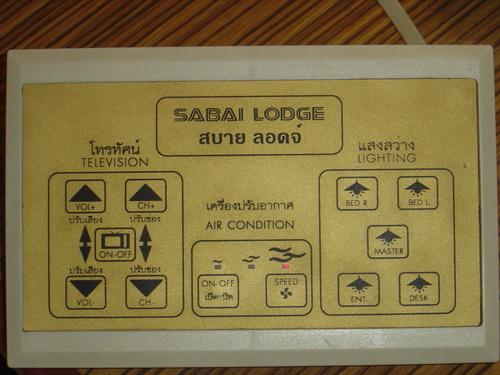 SABAI LODGE
สบาย ลอดจ์
โทรทัศน์
TELEVISION
VOL+
CH+
ปรับเสียง
ปรับช่อง
ON-OFF
ปรับเสียง
ปรับช่อง
VOL-
CH-
เครื่องปรับอากาศ
AIR CONDITION
ON-OFF
เปิด-ปิด
SPEED
แสงสว่าง
LIGHTING
BED R.
BED L.
MASTER
ENT.
DESK